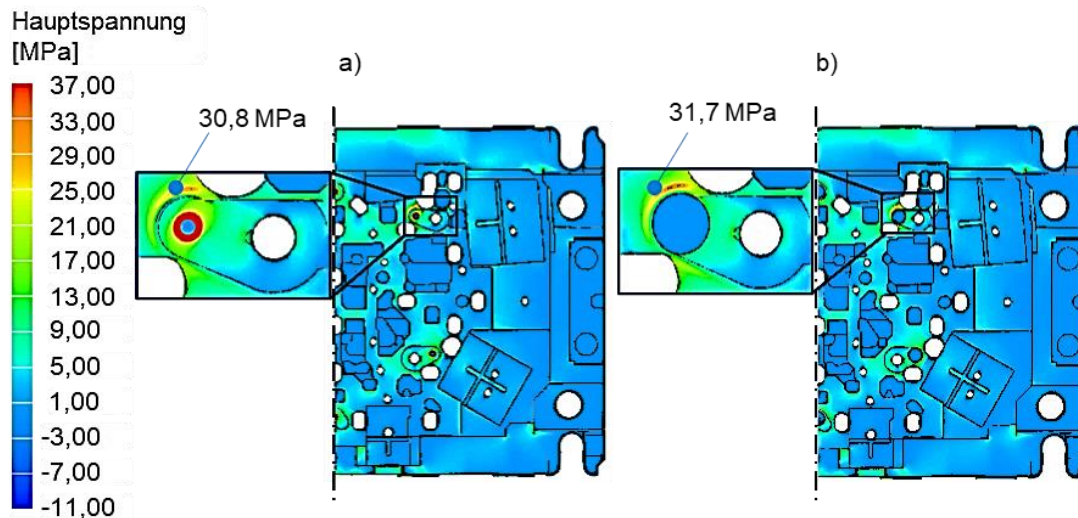 Hauptspannung
[MPa]
a)
b)
30,8 MPa
31,7 MPa
37,00
33,00
29,00
25,00
21,00
17,00
13,00
9,00
5,00
1,00
-3,00
-7,00
-11,00